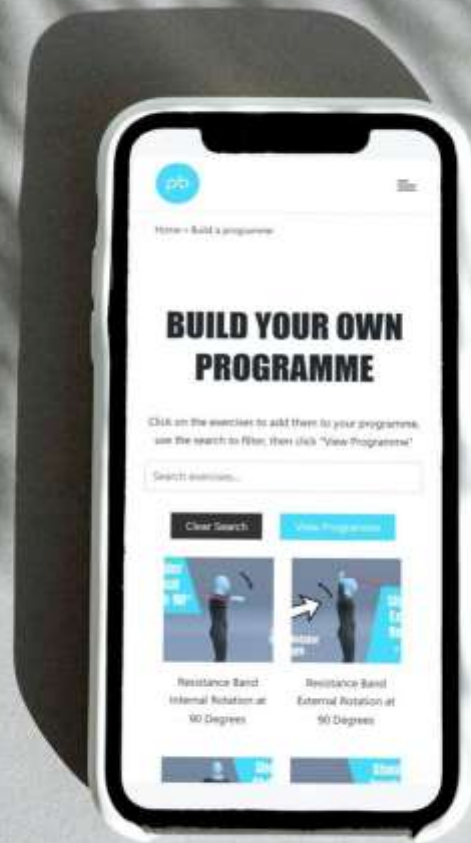 pb
Home » Build a programme
BUILD YOUR OWN
PROGRAMME
Click on the exercises to add them to your programme,
use the search to filter, then click "View Programme"
Search exercises...
Clear Search
View Programme
Resistance Band
Internal Rotation at
90 Degrees
Resistance Band
External Rotation at
90 Degrees